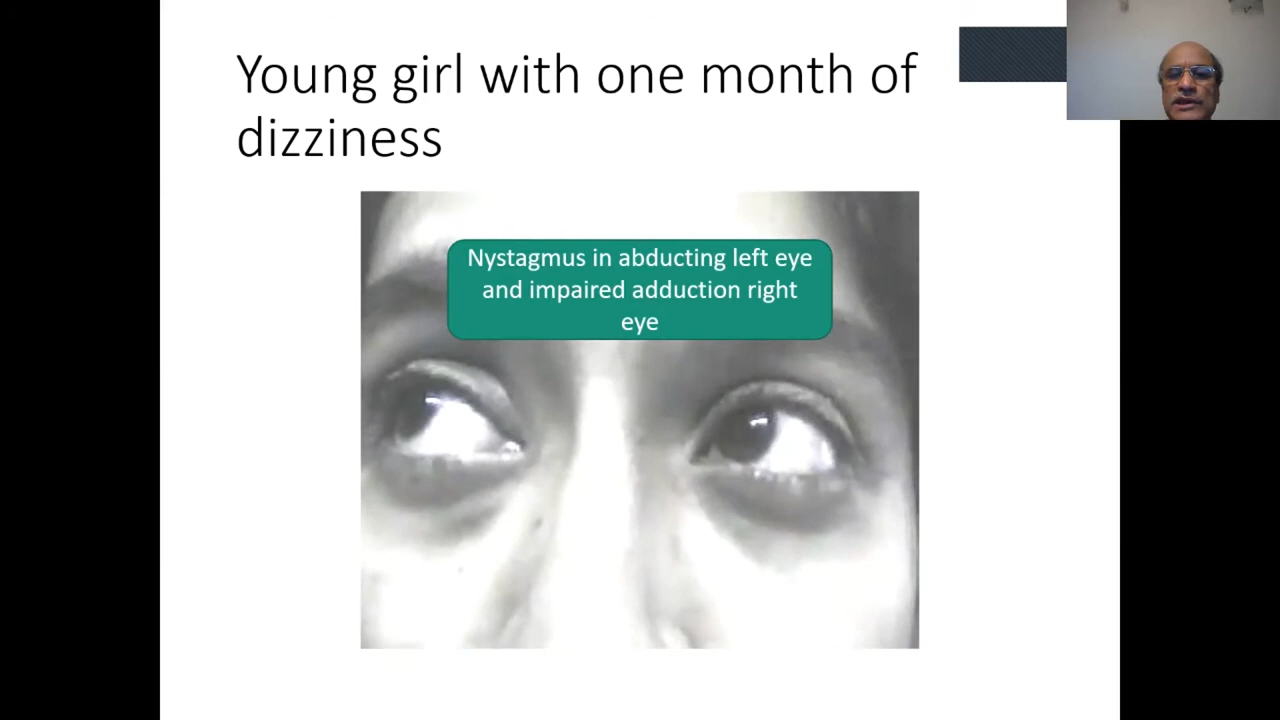 Young girl with one month of
dizziness
Nystagmus in abducting left eye
and impaired adduction right
eye